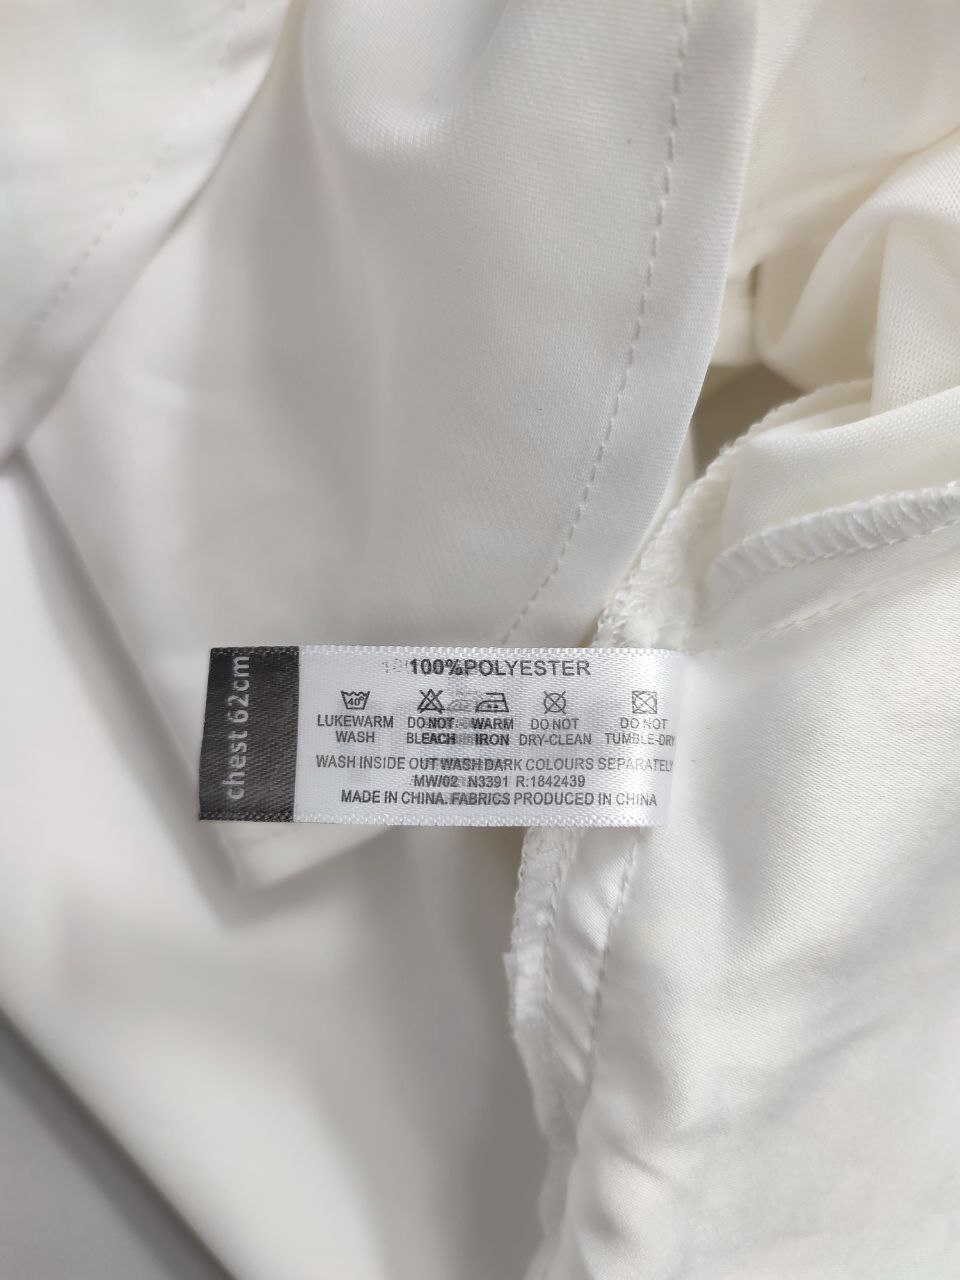 chest 62cm
100%POLYESTER
40°
LUKEWARM WASH
DO NOT BLEACH
WARM IRON
DO NOT DRY-CLEAN
DO NOT TUMBLE-DRY
WASH INSIDE OUT WASH DARK COLOURS SEPARATELY
MW/02 N3391 R:1842439
MADE IN CHINA. FABRICS PRODUCED IN CHINA